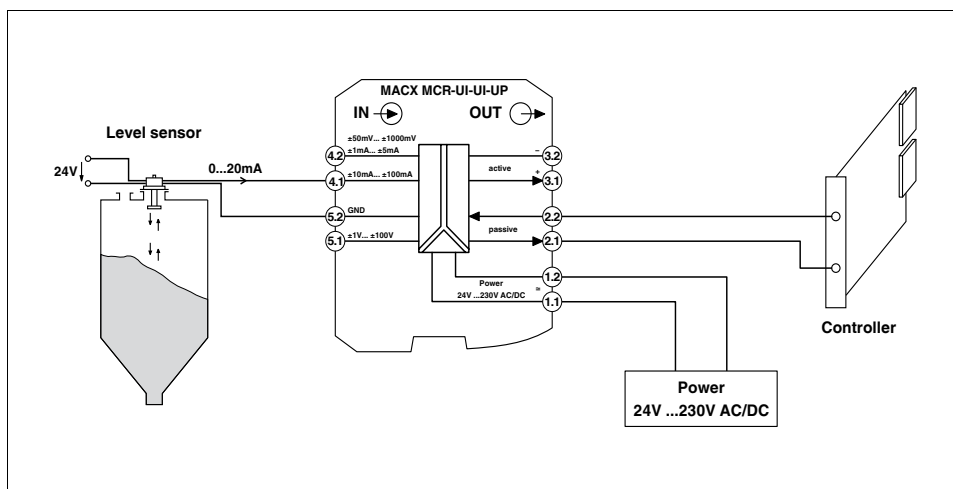 MACX MCR-UI-UI-UP
IN
OUT
Level sensor
24V
0...20mA
±50mV... ±1000mV
4.2
±1mA... ±5mA
–
3.2
active
4.1
±10mA... ±100mA
+
3.1
5.2
GND
2.2
passive
5.1
±1V... ±100V
2.1
1.2
Power
24V ...230V AC/DC
≅
1.1
Controller
Power
24V ...230V AC/DC